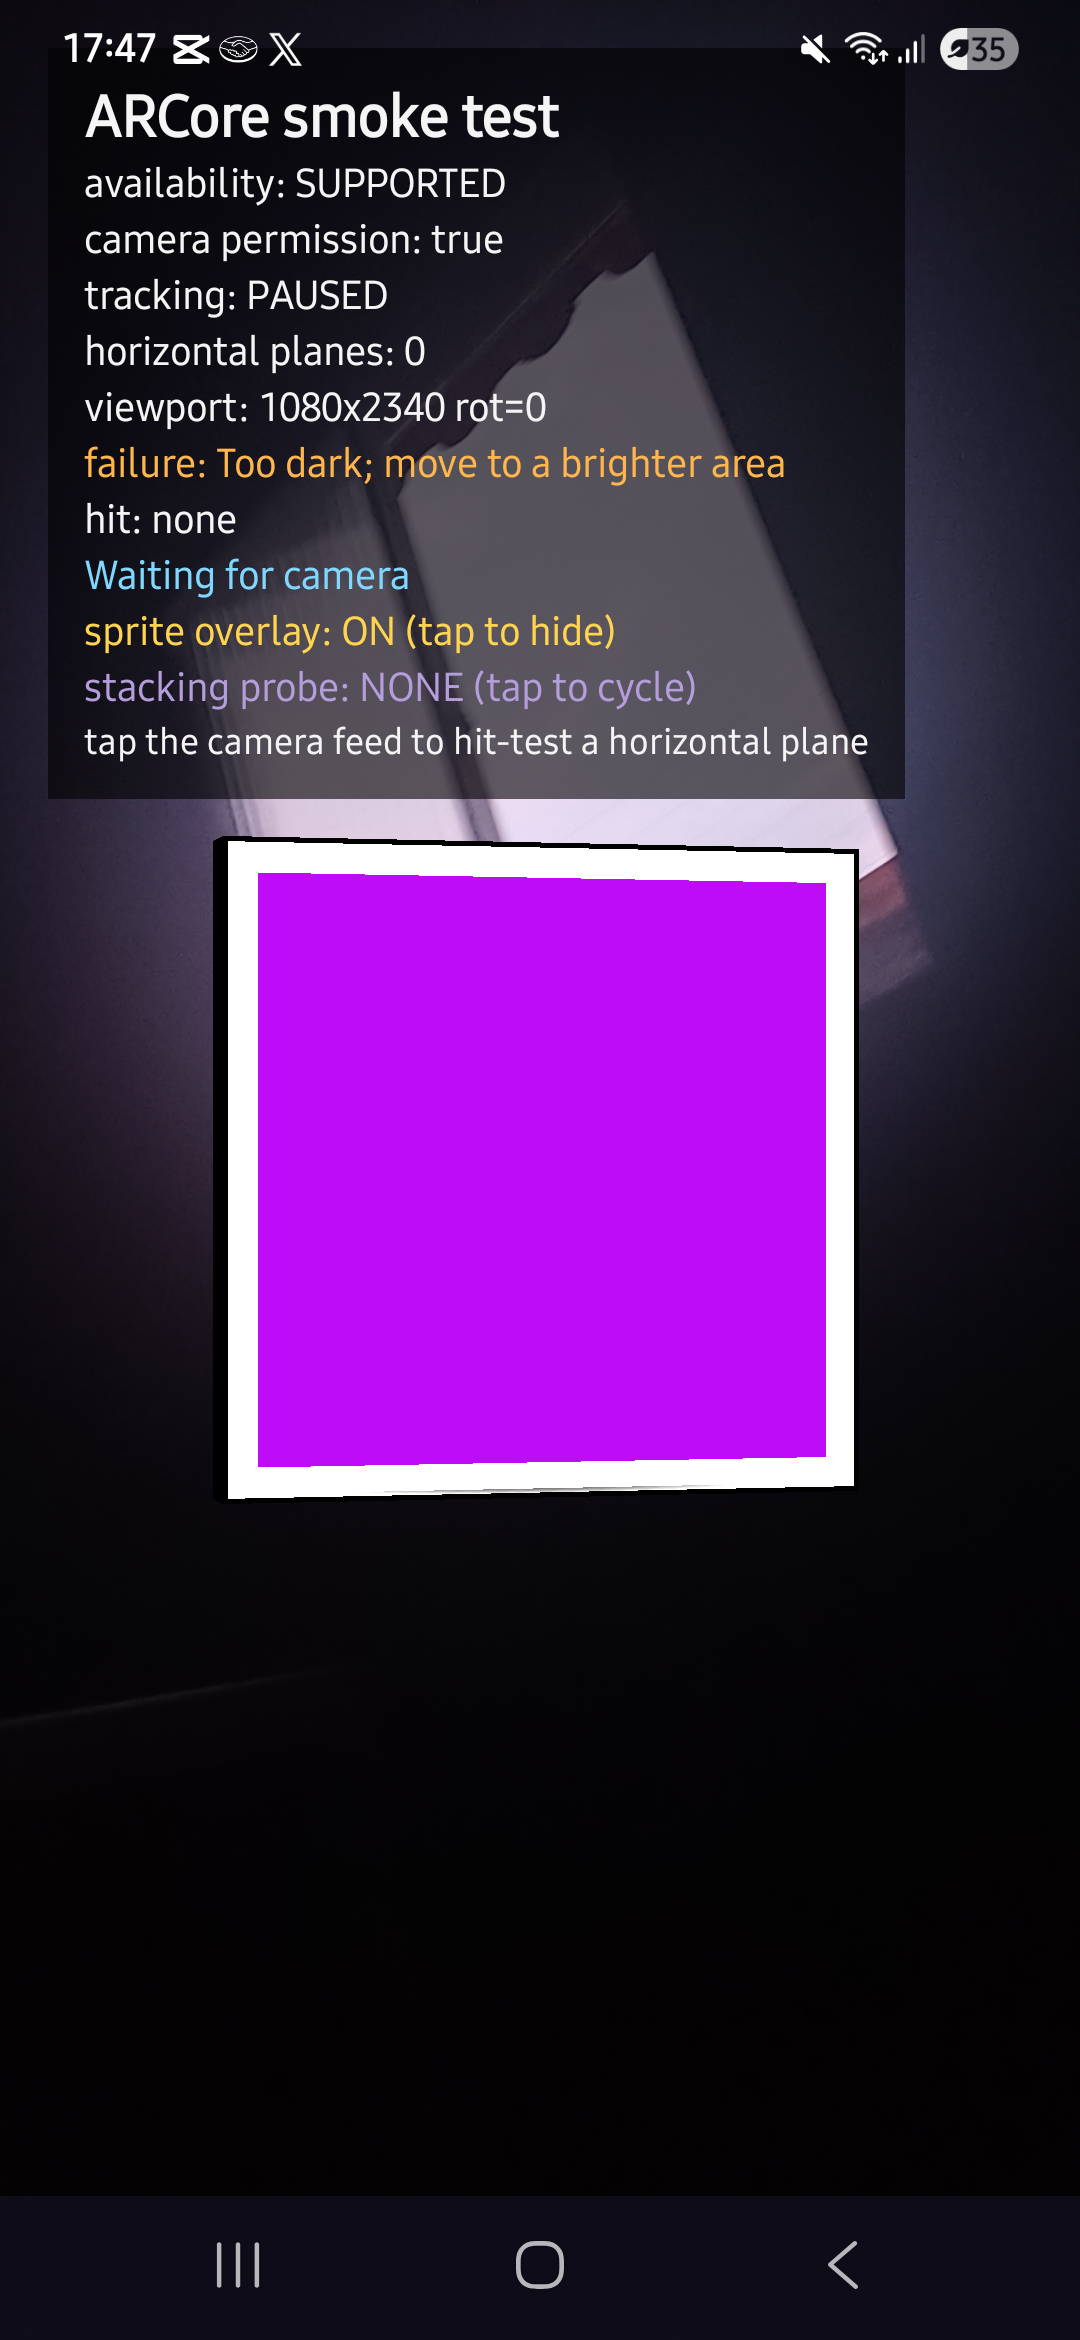 17:47
35
ARCore smoke test
availability: SUPPORTED
camera permission: true
tracking: PAUSED
horizontal planes: 0
viewport: 1080x2340 rot=0
failure: Too dark; move to a brighter area
hit: none
Waiting for camera
sprite overlay: ON (tap to hide)
stacking probe: NONE (tap to cycle)
tap the camera feed to hit-test a horizontal plane